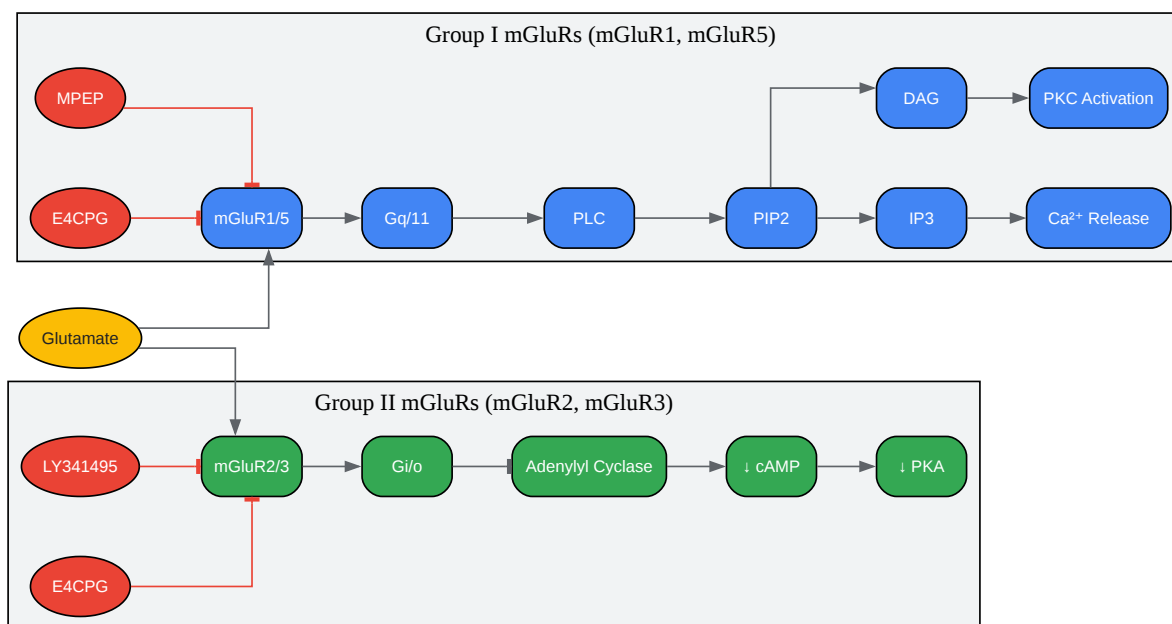 Group I mGluRs (mGluR1, mGluR5)
MPEP
DAG
PKC Activation
E4CPG
mGluR1/5
Gq/11
PLC
PIP2
IP3
Ca²⁺ Release
Glutamate
Group II mGluRs (mGluR2, mGluR3)
LY341495
mGluR2/3
Gi/o
Adenylyl Cyclase
↓ cAMP
↓ PKA
E4CPG